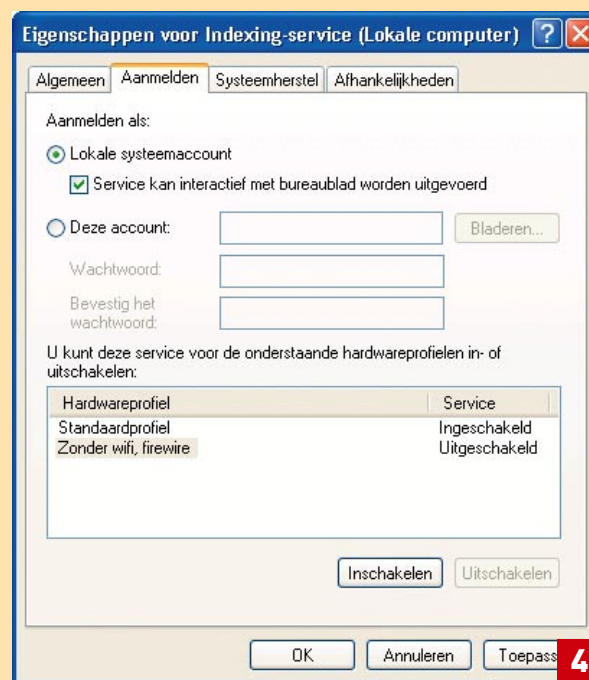 Eigenschappen voor Indexing-service (Lokale computer)
Algemeen Aanmelden Systeemherstel Afhankelijkheden
Aanmelden als:
Lokale systeemaccount
Service kan interactief met bureaublad worden uitgevoerd
Deze account: Bladeren...
Wachtwoord:
Bevestig het
wachtwoord:
U kunt deze service voor de onderstaande hardwareprofielen in- of
uitschakelen:
Hardwareprofiel Service
Standaardprofiel Ingeschakeld
Zonder wifi, firewire Uitgeschakeld
Inschakelen Uitschakelen
OK Annuleren Toepass
4